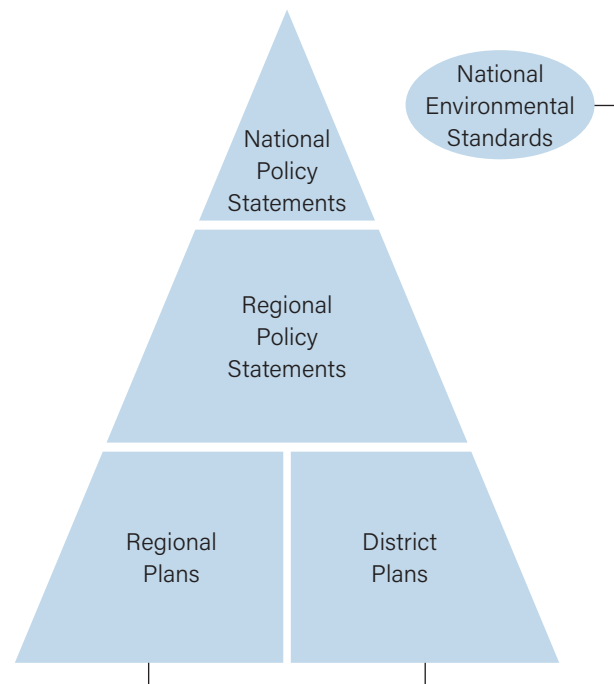 National
Policy
Statements
National
Environmental
Standards
Regional
Policy
Statements
Regional
Plans
District
Plans